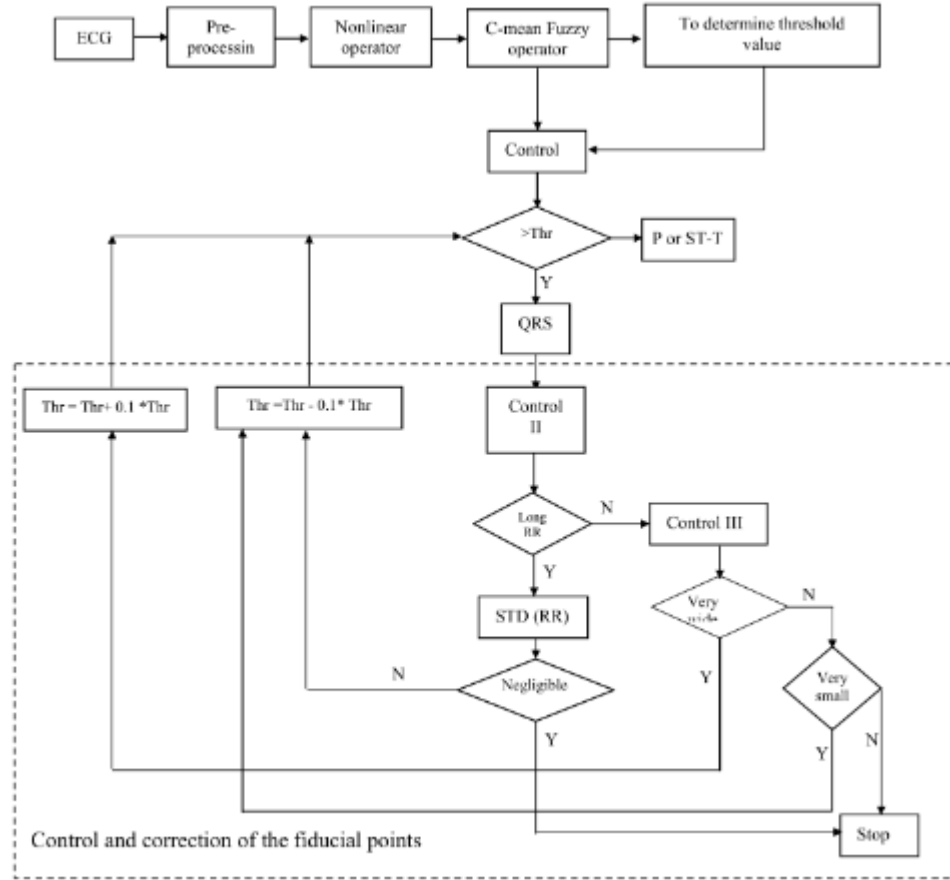 ECG
Pre-
processin
Nonlinear
operator
C-mean Fuzzy
operator
To determine threshold
value
Control
>Thr
P or ST-T
Y
QRS
Thr = Thr+ 0.1 *Thr
Thr =Thr - 0.1* Thr
Control
II
Long
RR
N
Control III
Y
STD (RR)
Very
N
Negligible
N
Y
Very
small
Y
Y
N
Control and correction of the fiducial points
Stop